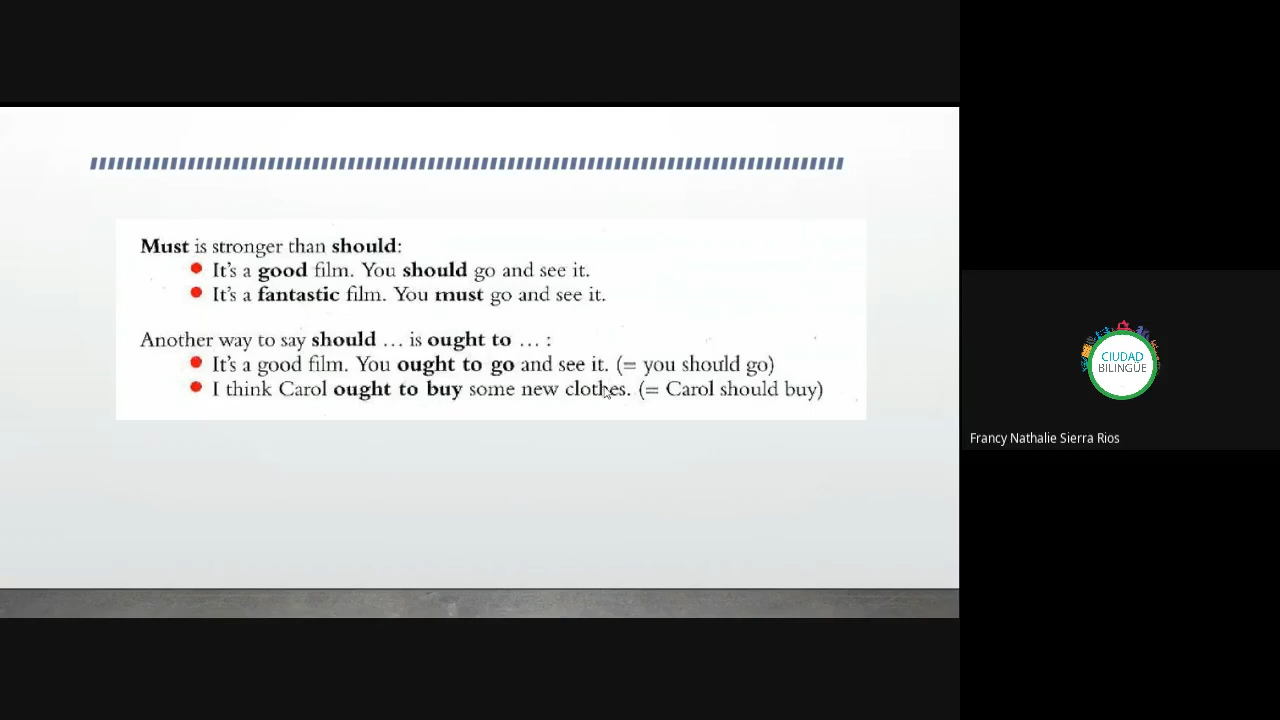 Must is stronger than should:
● It's a good film. You should go and see it.
● It's a fantastic film. You must go and see it.
Another way to say should ... is ought to ... :
● It's a good film. You ought to go and see it. (= you should go)
● I think Carol ought to buy some new clothes. (= Carol should buy)
CIUDAD
BILINGÜE
Francy Nathalie Sierra Rios